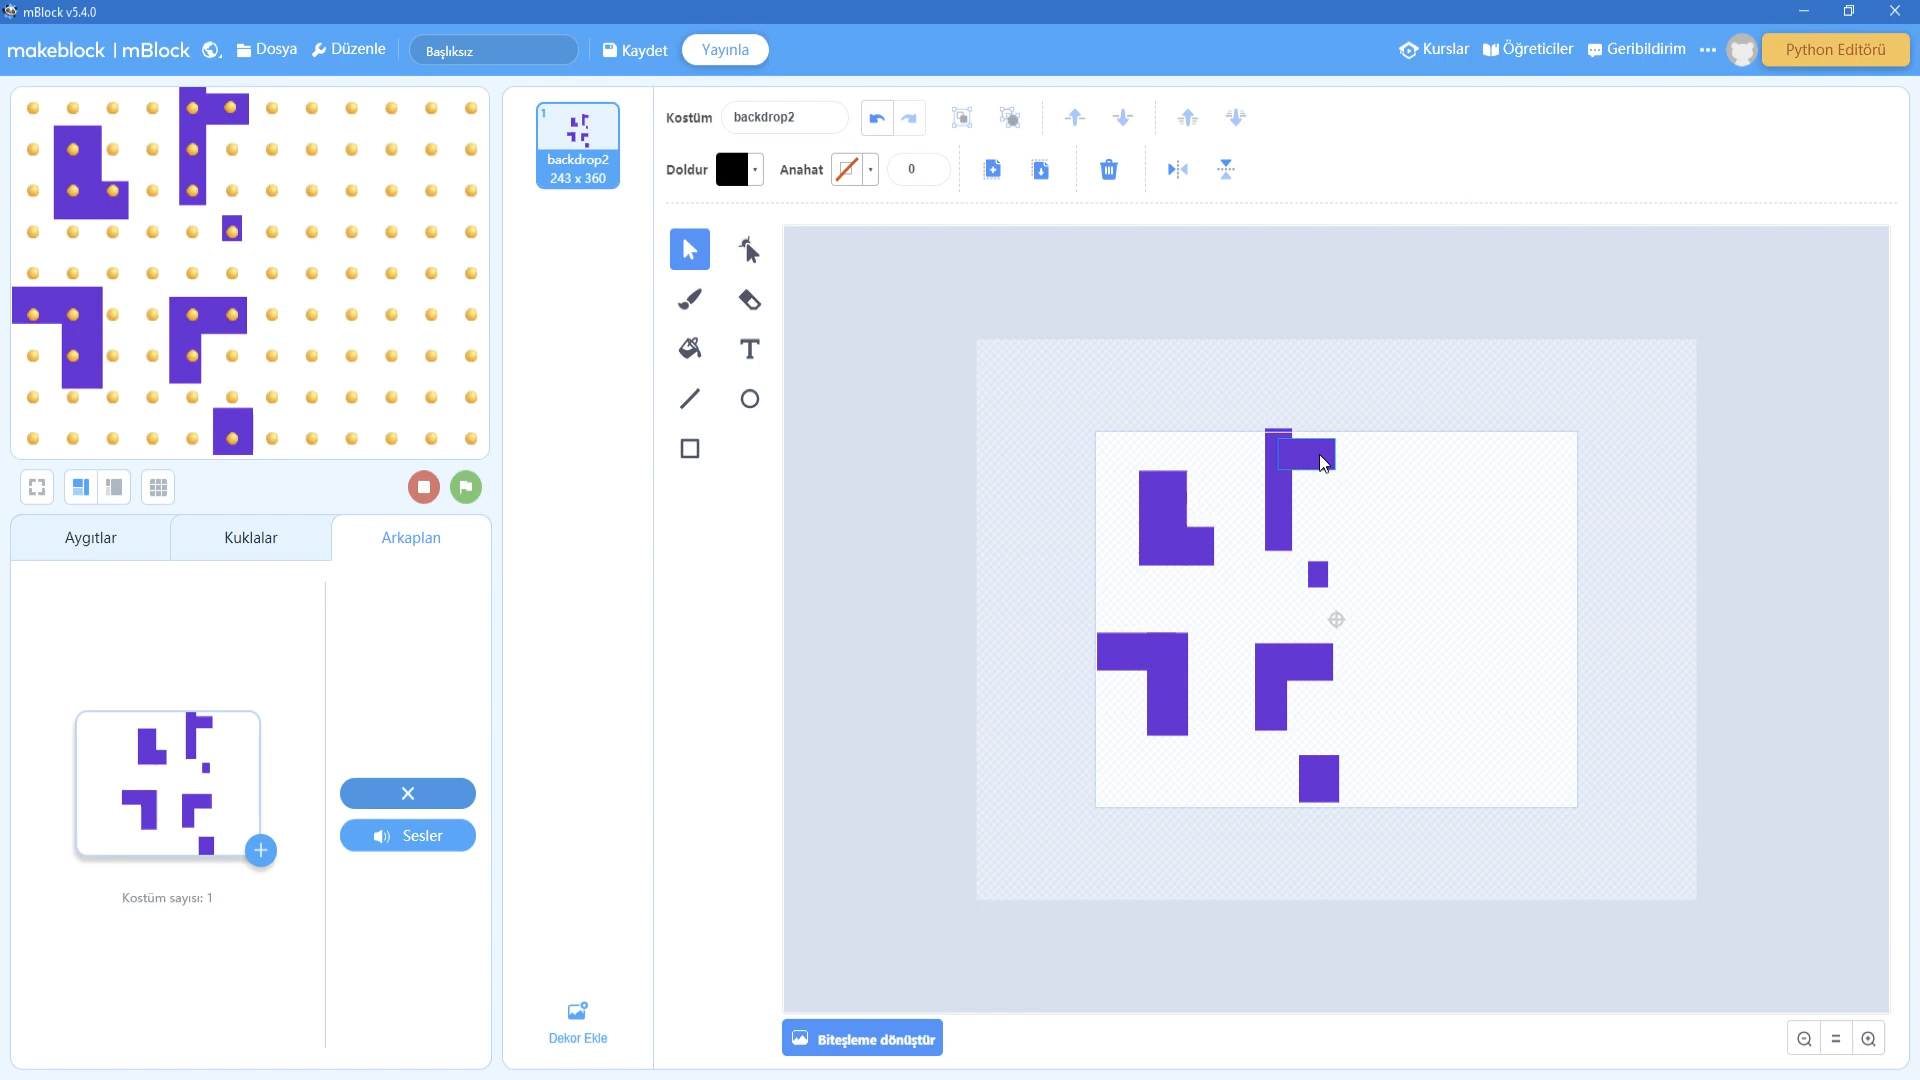 mBlock v5.4.0
makeblock | mBlock
Dosya
Düzenle
Başlıksız
Kaydet
Yayınla
Kurslar
Öğreticiler
Geribildirim
Python Editörü
1
backdrop2
243 x 360
Kostüm
backdrop2
Doldur
Anahat
0
Aygıtlar
Kuklalar
Arkaplan
Sesler
Kostüm sayısı: 1
Dekor Ekle
Biteşleme dönüştür